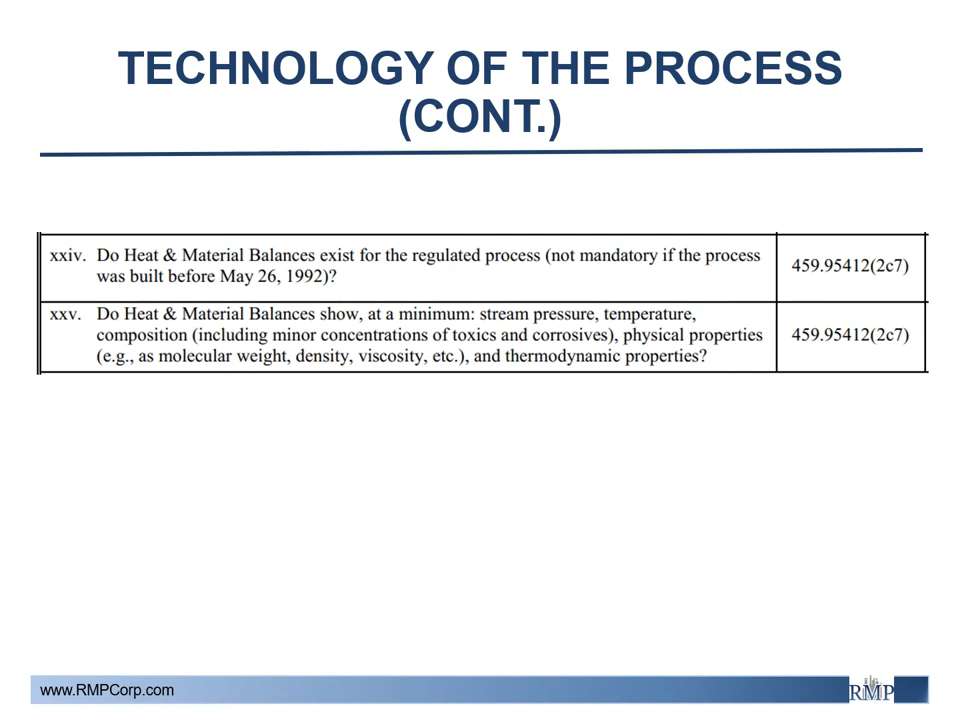 TECHNOLOGY OF THE PROCESS
(CONT.)
xxiv. Do Heat & Material Balances exist for the regulated process (not mandatory if the process
was built before May 26, 1992)?
459.95412(2c7)
xxv. Do Heat & Material Balances show, at a minimum: stream pressure, temperature,
composition (including minor concentrations of toxics and corrosives), physical properties
(e.g., as molecular weight, density, viscosity, etc.), and thermodynamic properties?
459.95412(2c7)
www.RMPCorp.com
RMP